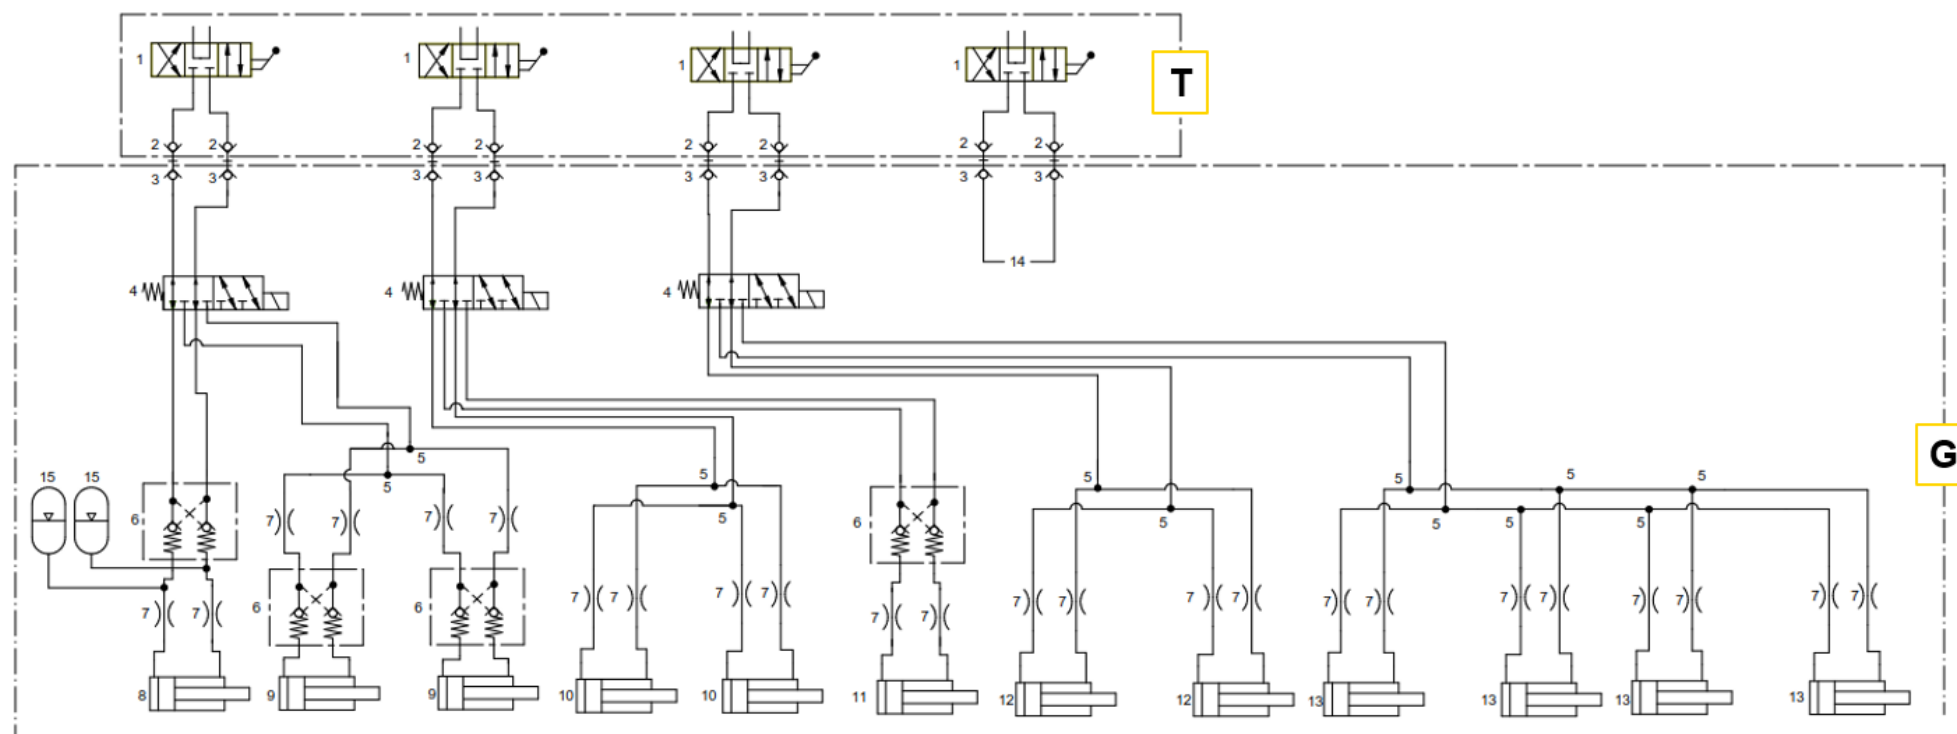 1 1 1 1
T
2 2 2 2 2 2 2 2
3 3 3 3 3 3 3 3
14
4 4 4
G
15 15 5 5 5 5 5 5
5 5 5 5 5 5
6 7 7 7 7 6
7 7 6 6 7 7 7 7 7 7 7 7 7 7 7 7 7 7 7 7 7 7
8 9 9 10 10 11 12 12 13 13 13 13